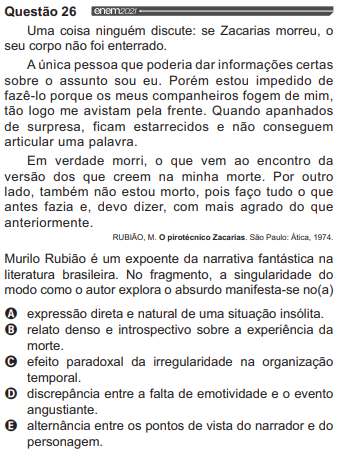 Questão 26 enem2021
Uma coisa ninguém discute: se Zacarias morreu, o
seu corpo não foi enterrado.
A única pessoa que poderia dar informações certas
sobre o assunto sou eu. Porém estou impedido de
fazê-lo porque os meus companheiros fogem de mim,
tão logo me avistam pela frente. Quando apanhados
de surpresa, ficam estarrecidos e não conseguem
articular uma palavra.
Em verdade morri, o que vem ao encontro da
versão dos que creem na minha morte. Por outro
lado, também não estou morto, pois faço tudo o que
antes fazia e, devo dizer, com mais agrado do que
anteriormente.
RUBIÃO, M. O pirotécnico Zacarias. São Paulo: Ática, 1974.
Murilo Rubião é um expoente da narrativa fantástica na
literatura brasileira. No fragmento, a singularidade do
modo como o autor explora o absurdo manifesta-se no(a)
A expressão direta e natural de uma situação insólita.
B relato denso e introspectivo sobre a experiência da
morte.
C efeito paradoxal da irregularidade na organização
temporal.
D discrepância entre a falta de emotividade e o evento
angustiante.
E alternância entre os pontos de vista do narrador e do
personagem.